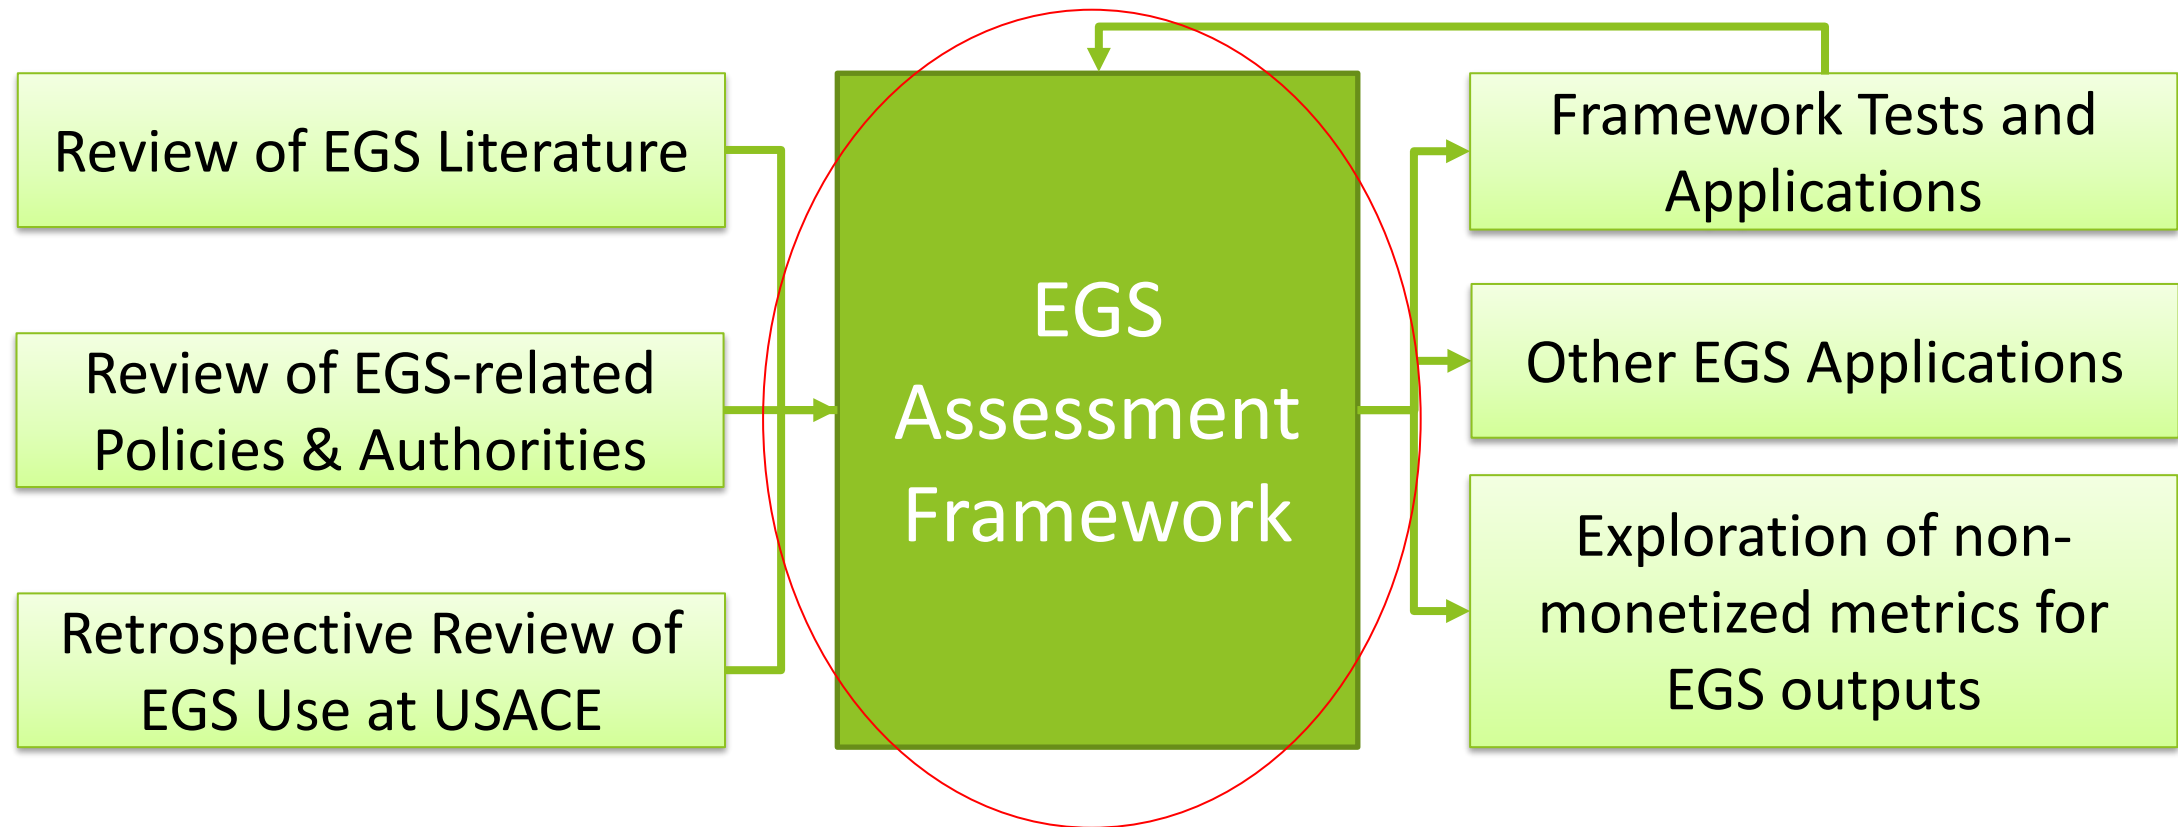 Review of EGS Literature
Review of EGS-related
Policies & Authorities
Retrospective Review of
EGS Use at USACE
EGS
Assessment
Framework
Framework Tests and
Applications
Other EGS Applications
Exploration of non-
monetized metrics for
EGS outputs